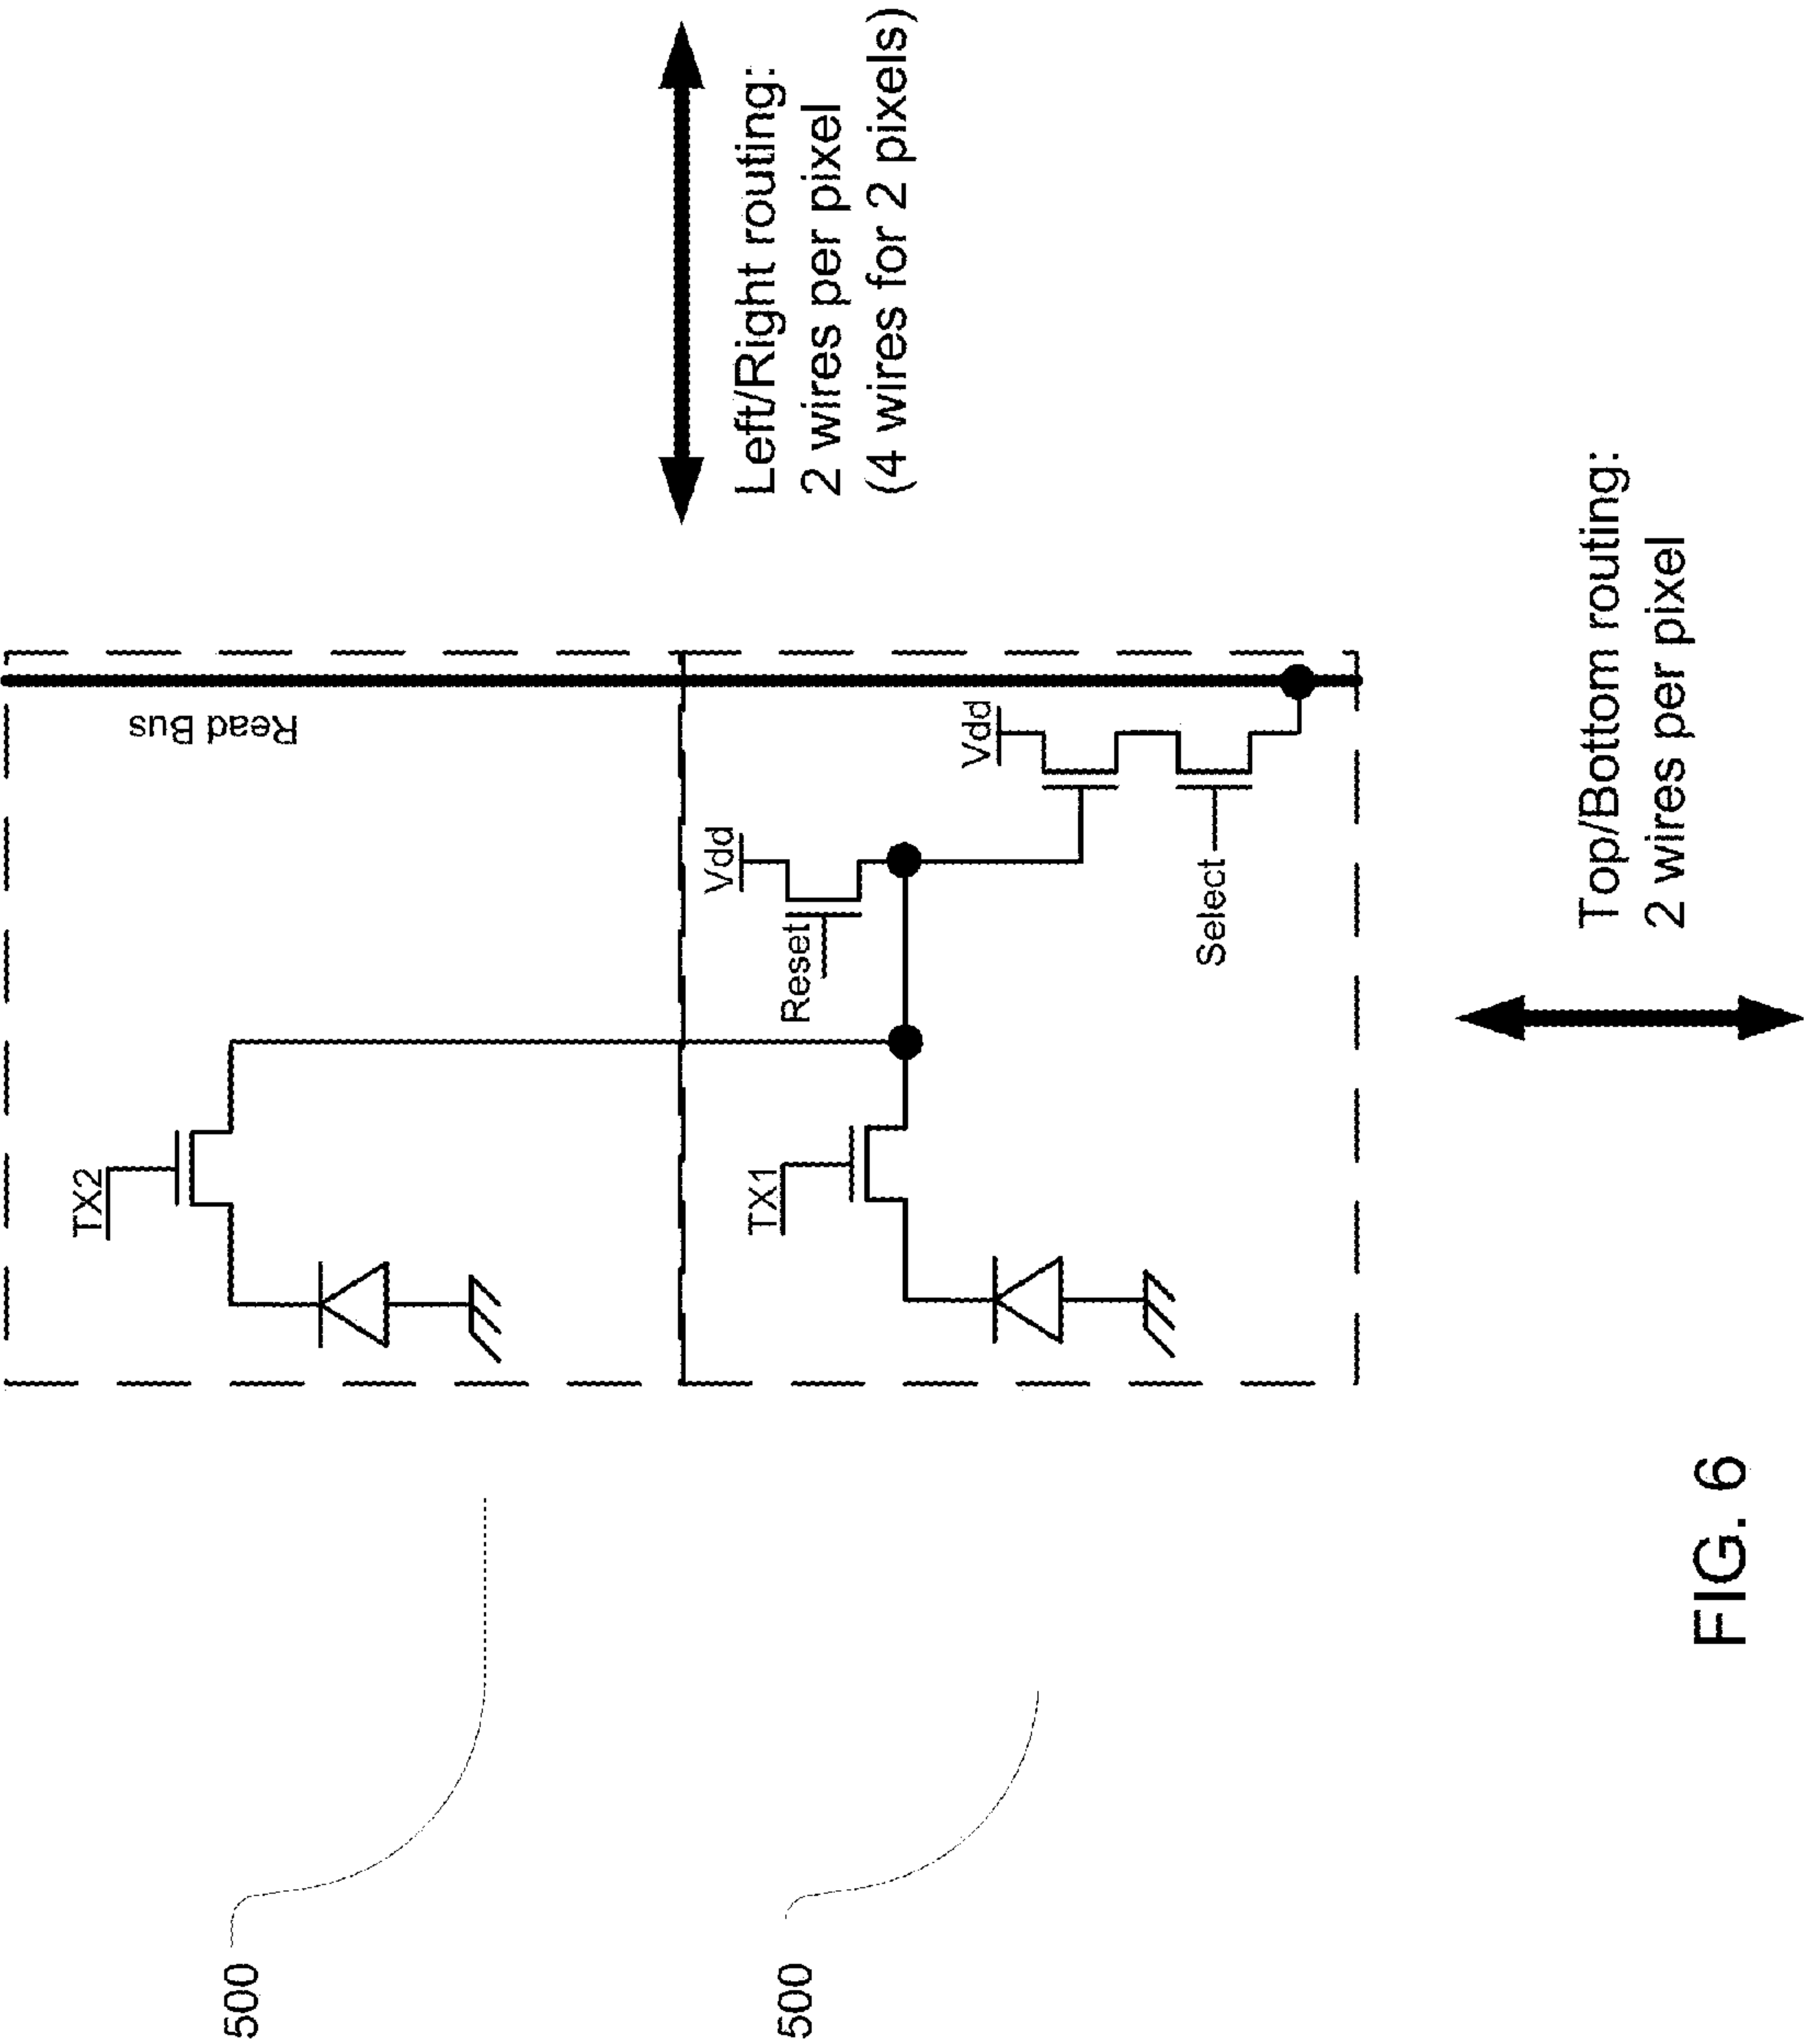 500
500
TX2
Read Bus
TX1
Reset
Vdd
Vdd
Select
Left/Right routing:
2 wires per pixel
(4 wires for 2 pixels)
Top/Bottom routing:
2 wires per pixel
FIG. 6